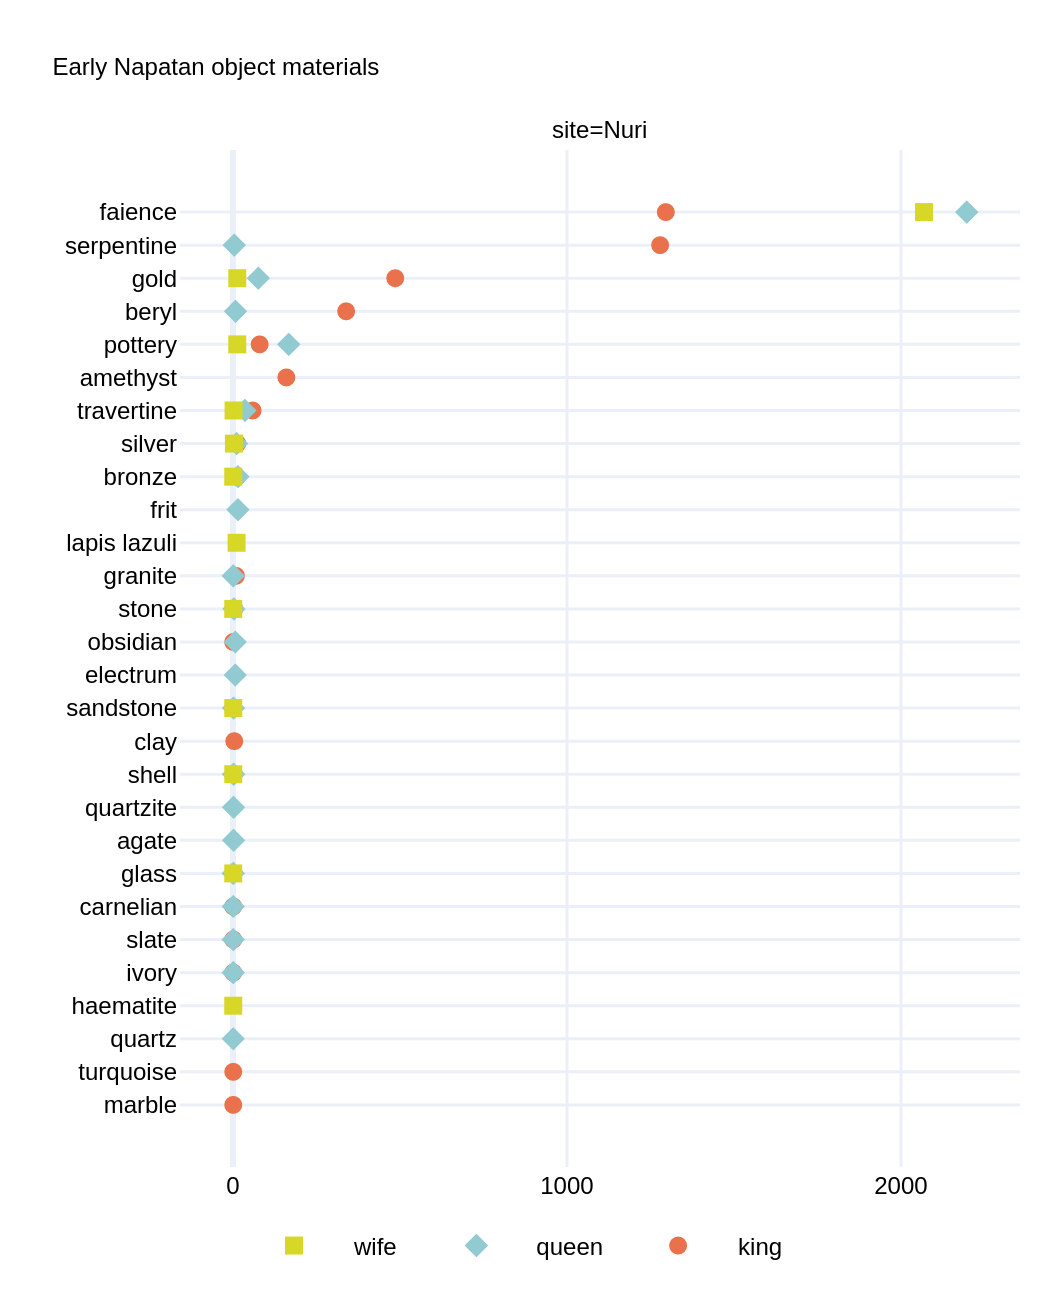 Early Napatan object materials
site=Nuri
faience
serpentine
gold
beryl
pottery
amethyst
travertine
silver
bronze
frit
lapis lazuli
granite
stone
obsidian
electrum
sandstone
clay
shell
quartzite
agate
glass
carnelian
slate
ivory
haematite
quartz
turquoise
marble
0 1000 2000
wife queen king